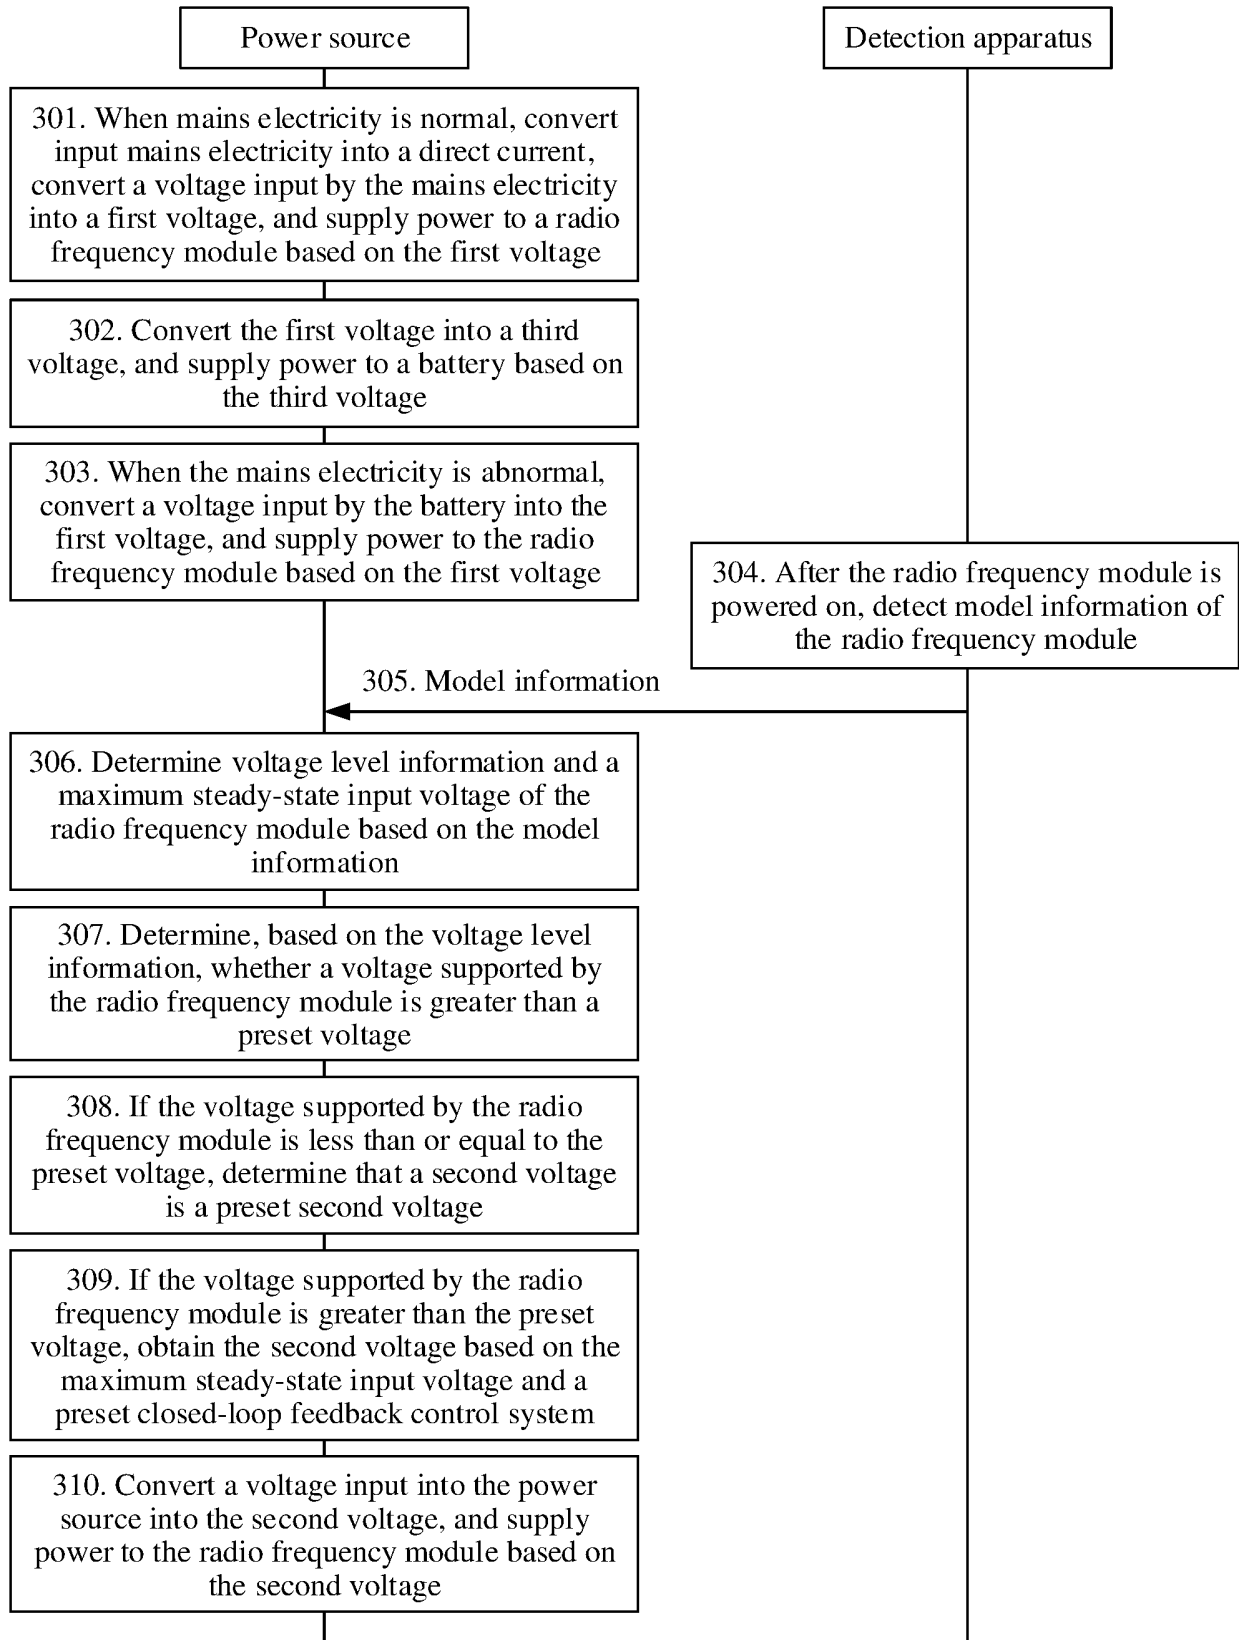 Power source
Detection apparatus
301. When mains electricity is normal, convert
input mains electricity into a direct current,
convert a voltage input by the mains electricity
into a first voltage, and supply power to a radio
frequency module based on the first voltage
302. Convert the first voltage into a third
voltage, and supply power to a battery based on
the third voltage
303. When the mains electricity is abnormal,
convert a voltage input by the battery into the
first voltage, and supply power to the radio
frequency module based on the first voltage
304. After the radio frequency module is
powered on, detect model information of
the radio frequency module
305. Model information
306. Determine voltage level information and a
maximum steady-state input voltage of the
radio frequency module based on the model
information
307. Determine, based on the voltage level
information, whether a voltage supported by
the radio frequency module is greater than a
preset voltage
308. If the voltage supported by the radio
frequency module is less than or equal to the
preset voltage, determine that a second voltage
is a preset second voltage
309. If the voltage supported by the radio
frequency module is greater than the preset
voltage, obtain the second voltage based on the
maximum steady-state input voltage and a
preset closed-loop feedback control system
310. Convert a voltage input into the power
source into the second voltage, and supply
power to the radio frequency module based on
the second voltage